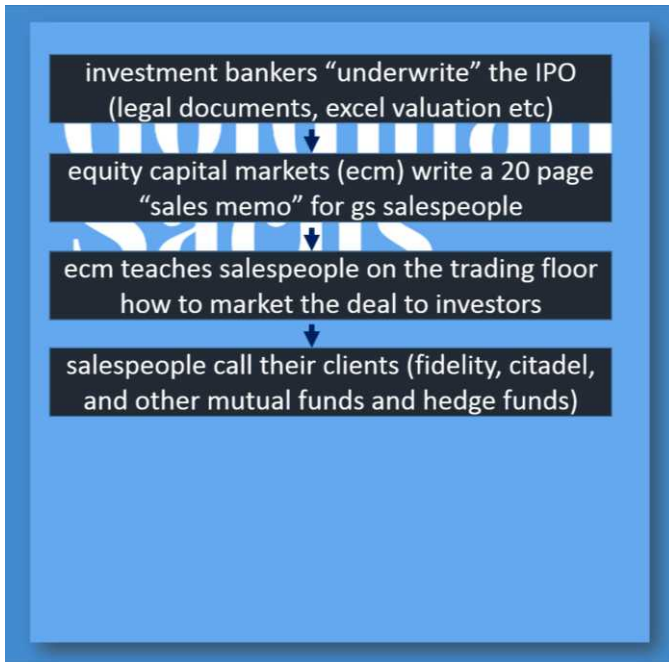 investment bankers “underwrite” the IPO
(legal documents, excel valuation etc)
equity capital markets (ecm) write a 20 page
“sales memo” for gs salespeople
ecm teaches salespeople on the trading floor
how to market the deal to investors
salespeople call their clients (fidelity, citadel,
and other mutual funds and hedge funds)